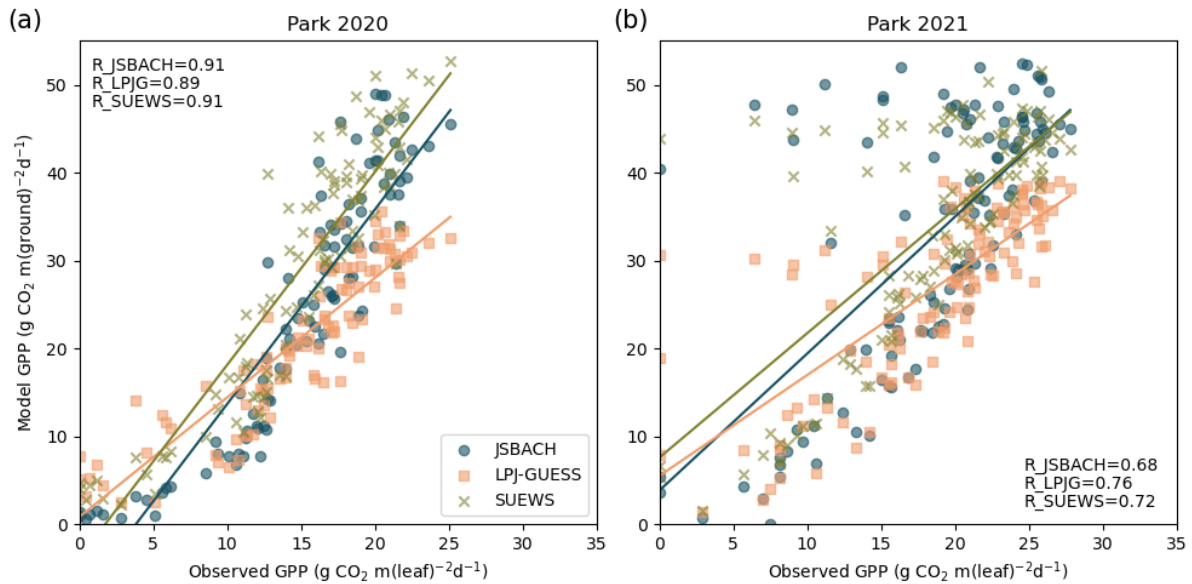 (a)
Park 2020
R_JSBACH=0.91
R_LPJG=0.89
R_SUEWS=0.91
50
40
30
20
10
0
Model GPP (g CO₂ m(ground)⁻²d⁻¹)
JSBACH
LPJ-GUESS
SUEWS
0 5 10 15 20 25 30 35
Observed GPP (g CO₂ m(leaf)⁻²d⁻¹)
(b)
Park 2021
50
40
30
20
10
0
R_JSBACH=0.68
R_LPJG=0.76
R_SUEWS=0.72
0 5 10 15 20 25 30 35
Observed GPP (g CO₂ m(leaf)⁻²d⁻¹)